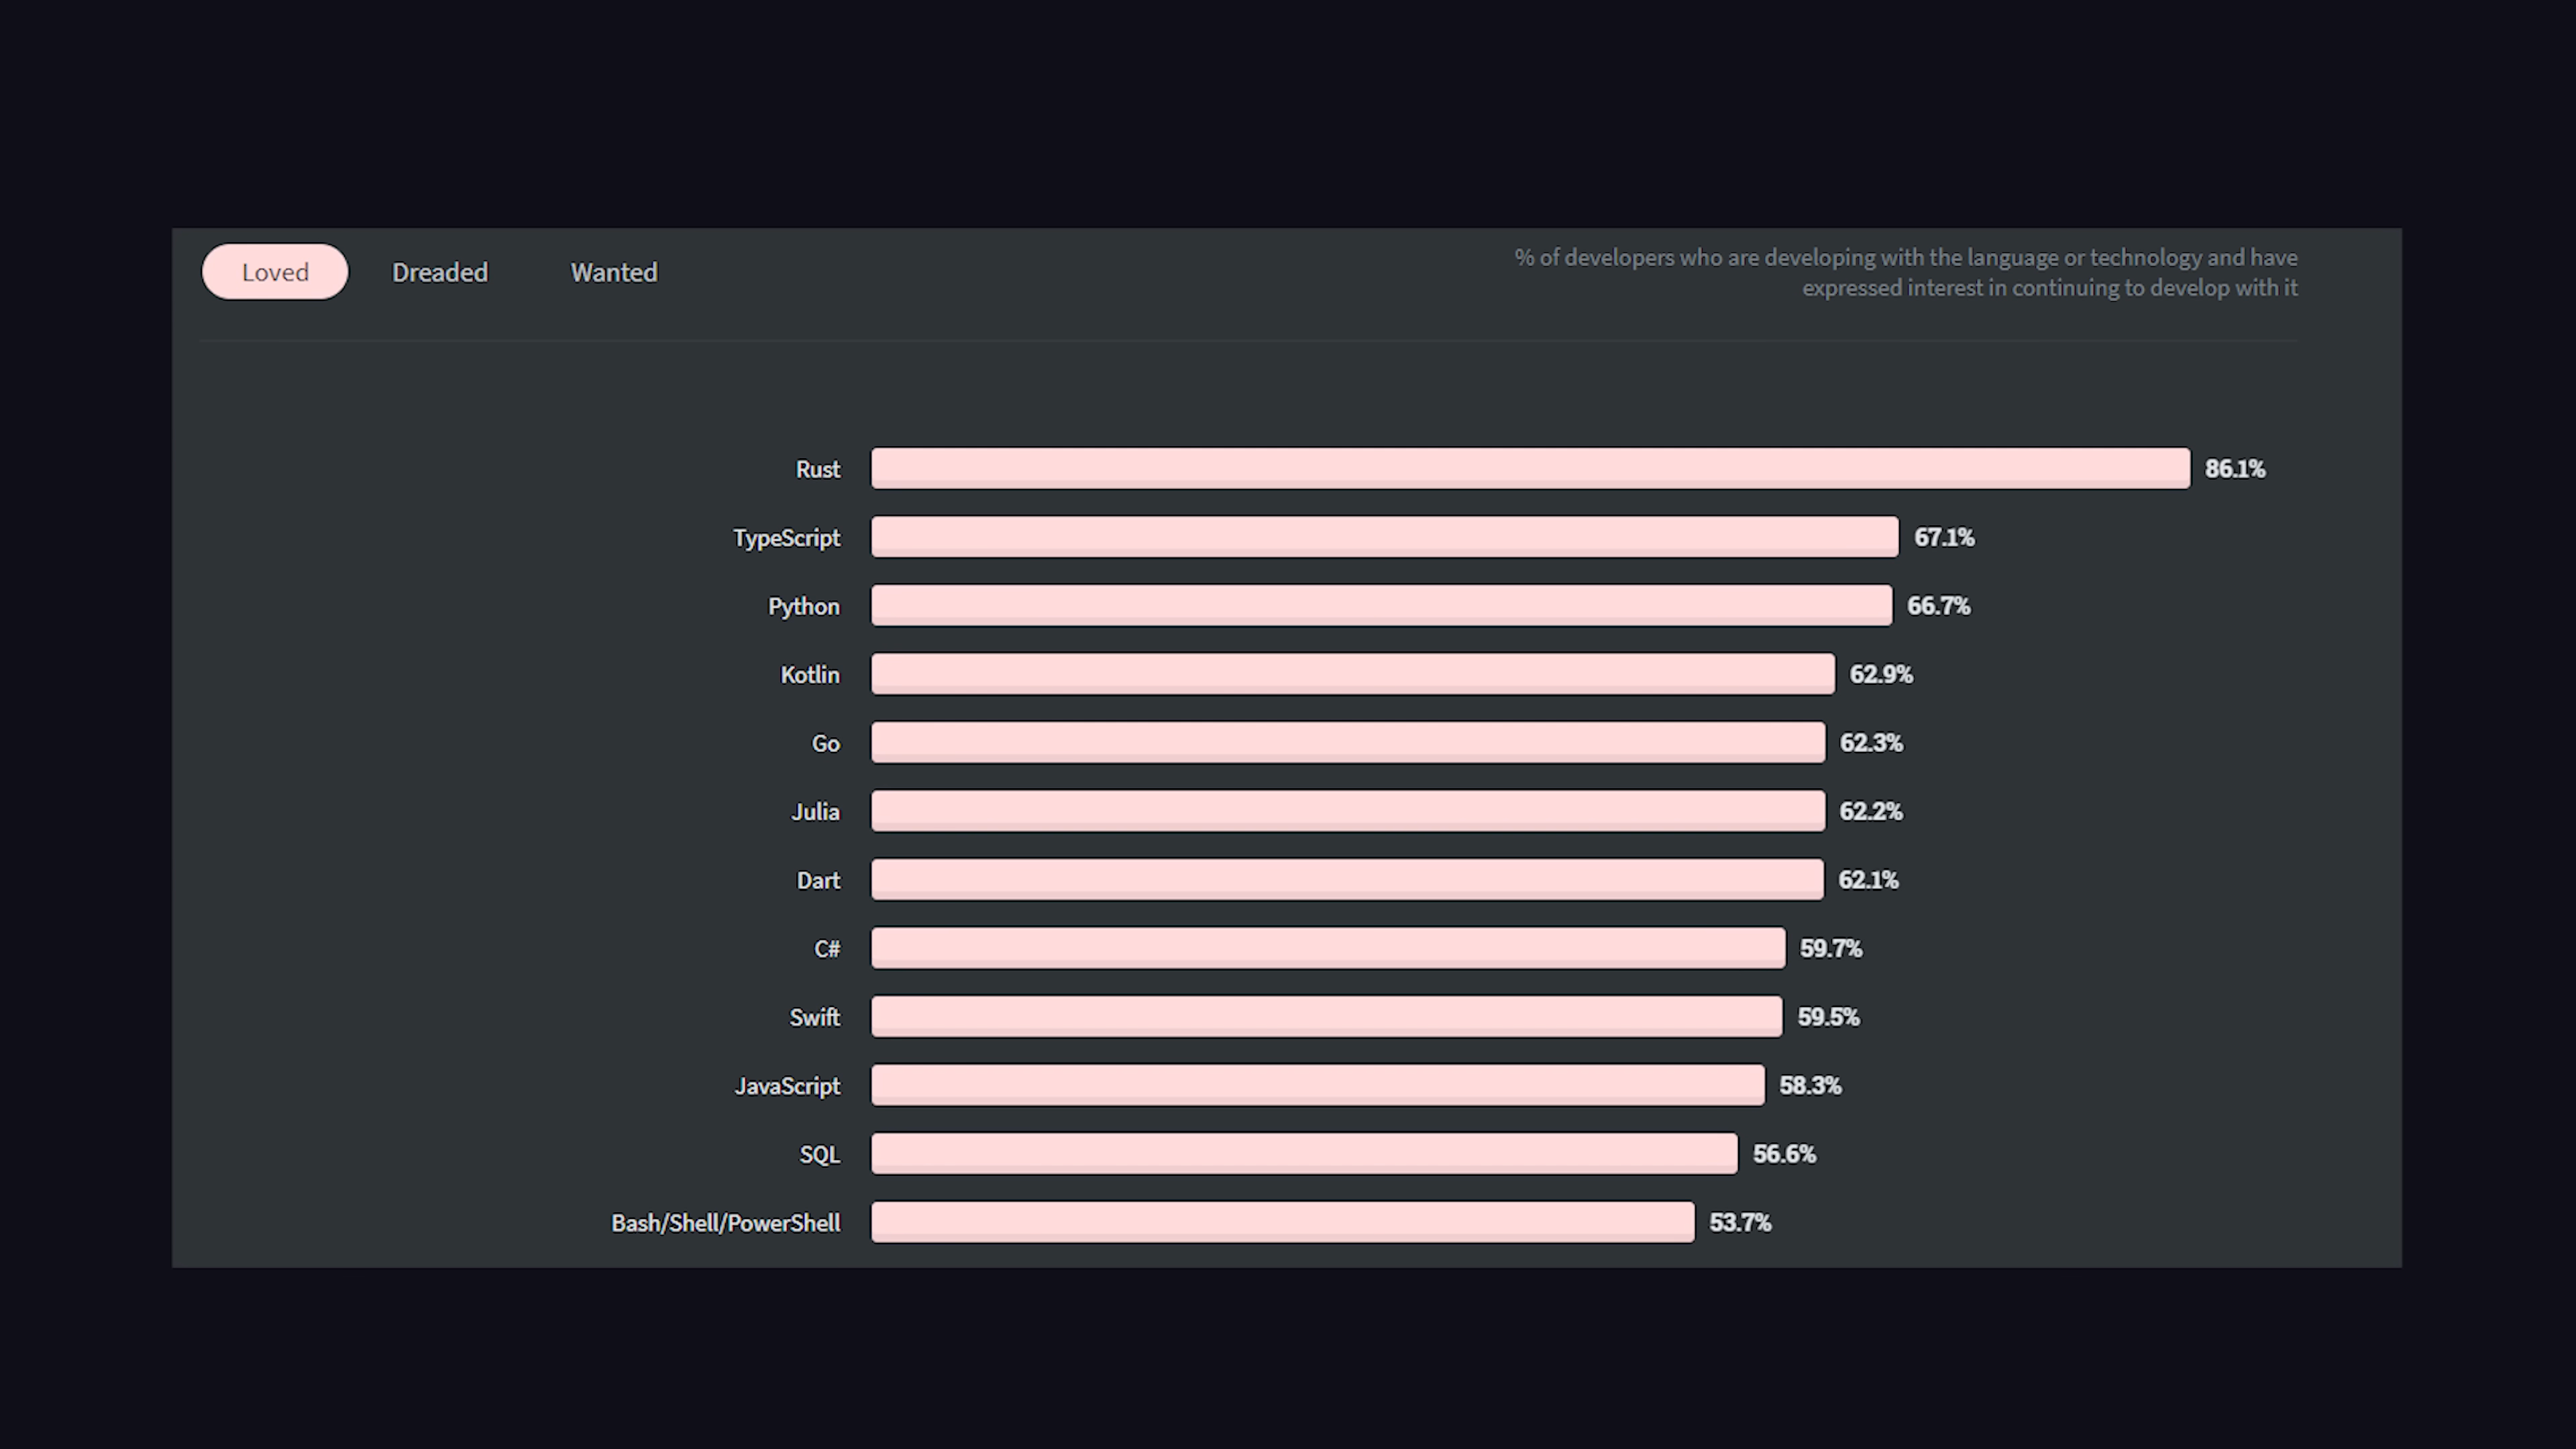 Loved Dreaded Wanted
% of developers who are developing with the language or technology and have
expressed interest in continuing to develop with it
Rust 86.1%
TypeScript 67.1%
Python 66.7%
Kotlin 62.9%
Go 62.3%
Julia 62.2%
Dart 62.1%
C# 59.7%
Swift 59.5%
JavaScript 58.3%
SQL 56.6%
Bash/Shell/PowerShell 53.7%